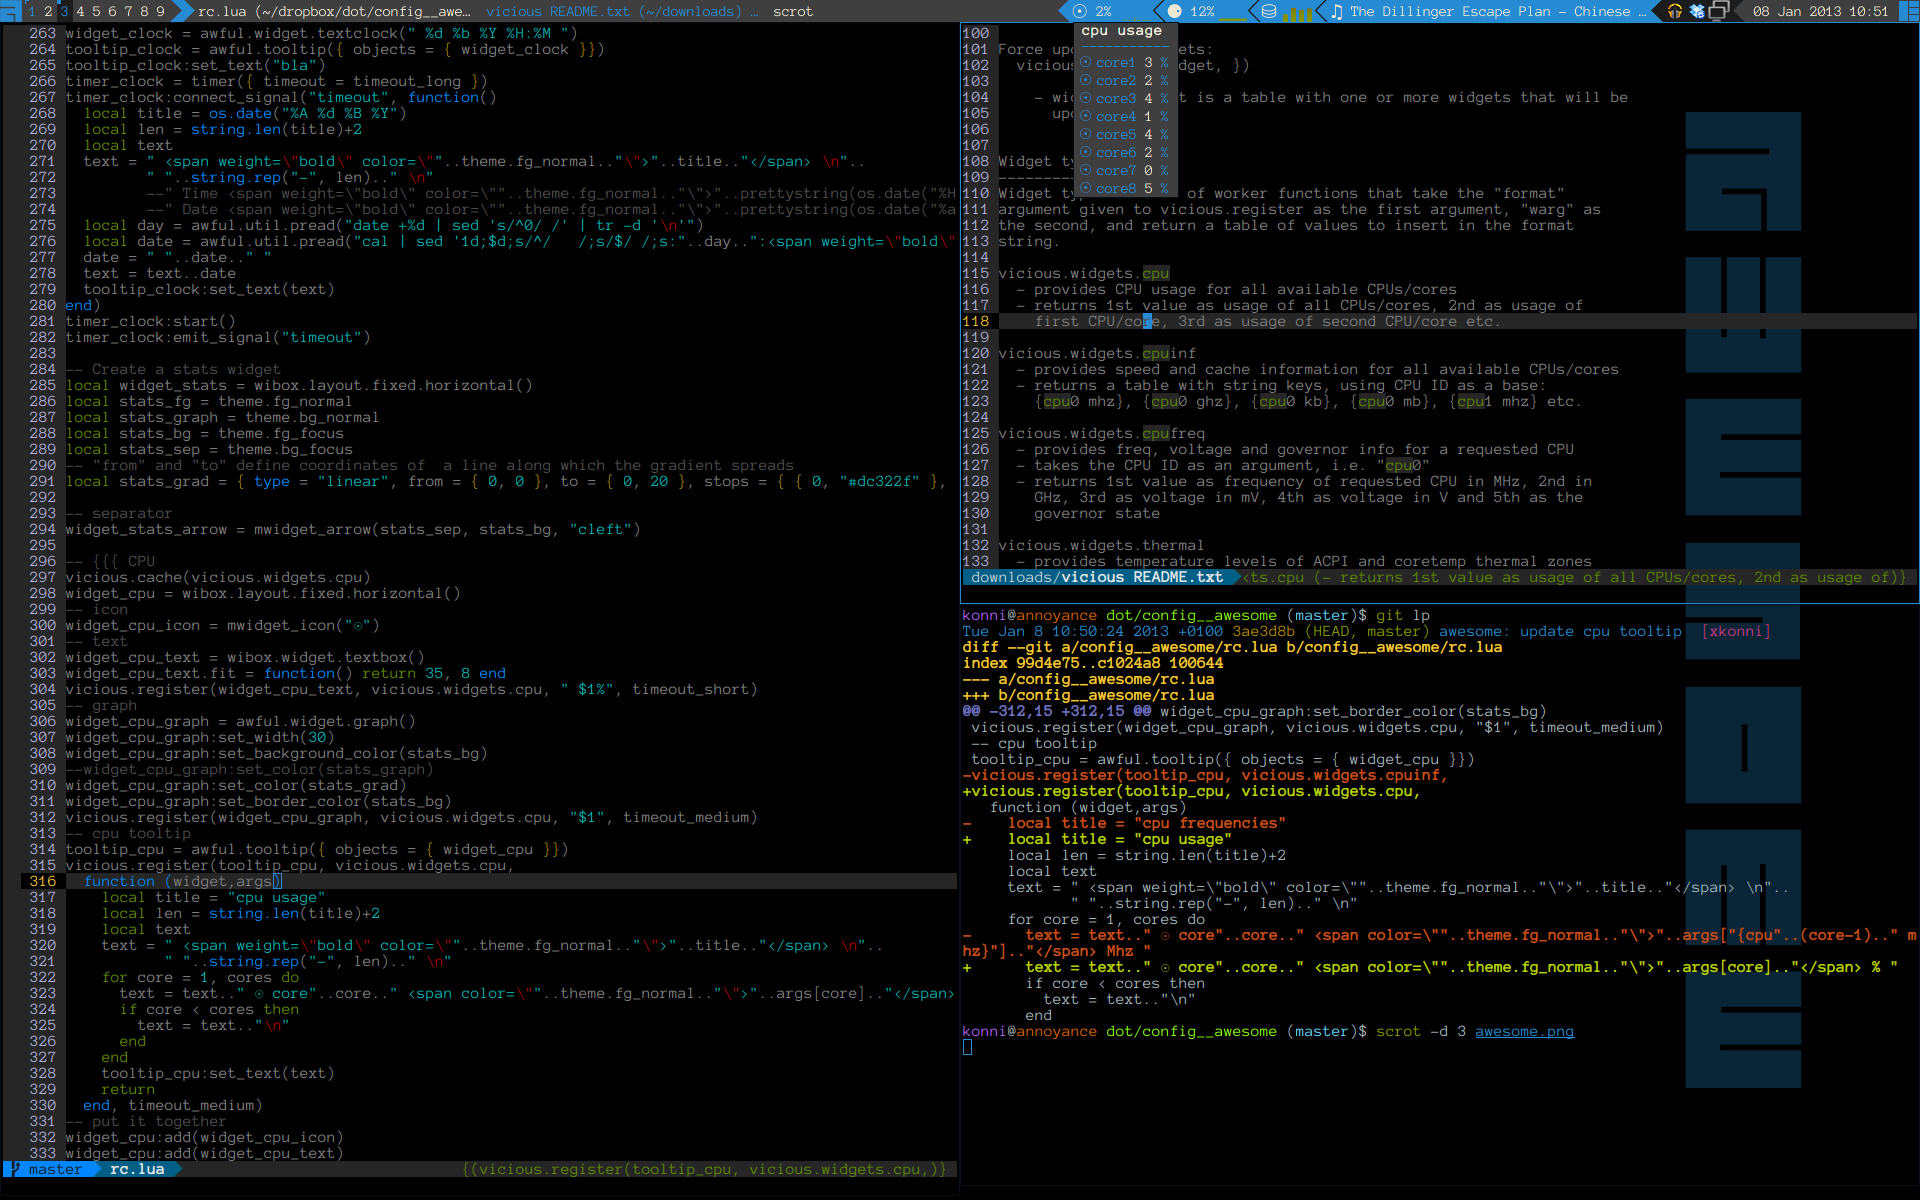 1 2 3 4 5 6 7 8 9 rc.lua (~/dropbox/dot/config__awe… vicious README.txt (~/downloads) … scrot 2% 12% The Dillinger Escape Plan – Chinese … 08 Jan 2013 10:51
263 widget_clock = awful.widget.textclock(" %d %b %Y %H:%M ")
264 tooltip_clock = awful.tooltip({ objects = { widget_clock }})
265 tooltip_clock:set_text("bla")
266 timer_clock = timer({ timeout = timeout_long })
267 timer_clock:connect_signal("timeout", function()
268   local title = os.date("%A %d %B %Y")
269   local len = string.len(title)+2
270   local text
271   text = " <span weight=\"bold\" color=\""..theme.fg_normal.."\">"..title.."</span> \n"..
272          " "..string.rep("-", len).." \n"
273          --" Time <span weight=\"bold\" color=\""..theme.fg_normal.."\">"..prettystring(os.date("%H
274          --" Date <span weight=\"bold\" color=\""..theme.fg_normal.."\">"..prettystring(os.date("%a
275   local day = awful.util.pread("date +%d | sed 's/^0/ /' | tr -d '\n'")
276   local date = awful.util.pread("cal | sed '1d;$d;s/^/   /;s/$/ /;s:"..day..":<span weight=\"bold\"
277   date = " "..date.." "
278   text = text..date
279   tooltip_clock:set_text(text)
280 end)
281 timer_clock:start()
282 timer_clock:emit_signal("timeout")
283
284 -- Create a stats widget
285 local widget_stats = wibox.layout.fixed.horizontal()
286 local stats_fg = theme.fg_normal
287 local stats_graph = theme.bg_normal
288 local stats_bg = theme.fg_focus
289 local stats_sep = theme.bg_focus
290 -- "from" and "to" define coordinates of  a line along which the gradient spreads
291 local stats_grad = { type = "linear", from = { 0, 0 }, to = { 0, 20 }, stops = { { 0, "#dc322f" },
292
293 -- separator
294 widget_stats_arrow = mwidget_arrow(stats_sep, stats_bg, "cleft")
295
296 -- {{{ CPU
297 vicious.cache(vicious.widgets.cpu)
298 widget_cpu = wibox.layout.fixed.horizontal()
299 -- icon
300 widget_cpu_icon = mwidget_icon("☉")
301 -- text
302 widget_cpu_text = wibox.widget.textbox()
303 widget_cpu_text.fit = function() return 35, 8 end
304 vicious.register(widget_cpu_text, vicious.widgets.cpu, " $1%", timeout_short)
305 -- graph
306 widget_cpu_graph = awful.widget.graph()
307 widget_cpu_graph:set_width(30)
308 widget_cpu_graph:set_background_color(stats_bg)
309 --widget_cpu_graph:set_color(stats_graph)
310 widget_cpu_graph:set_color(stats_grad)
311 widget_cpu_graph:set_border_color(stats_bg)
312 vicious.register(widget_cpu_graph, vicious.widgets.cpu, "$1", timeout_medium)
313 -- cpu tooltip
314 tooltip_cpu = awful.tooltip({ objects = { widget_cpu }})
315 vicious.register(tooltip_cpu, vicious.widgets.cpu,
316   function (widget,args)
317     local title = "cpu usage"
318     local len = string.len(title)+2
319     local text
320     text = " <span weight=\"bold\" color=\""..theme.fg_normal.."\">"..title.."</span> \n"..
321            " "..string.rep("-", len).." \n"
322     for core = 1, cores do
323       text = text.." ☉ core"..core.." <span color=\""..theme.fg_normal.."\">"..args[core].."</span>
324       if core < cores then
325         text = text.."\n"
326       end
327     end
328     tooltip_cpu:set_text(text)
329     return
330   end, timeout_medium)
331 -- put it together
332 widget_cpu:add(widget_cpu_icon)
333 widget_cpu:add(widget_cpu_text)
master rc.lua {(vicious.register(tooltip_cpu, vicious.widgets.cpu,)}
cpu usage
-----------
☉ core1 3 %
☉ core2 2 %
☉ core3 4 %
☉ core4 1 %
☉ core5 4 %
☉ core6 2 %
☉ core7 0 %
☉ core8 5 %
100
101 Force up ets:
102   vicious dget, })
103
104     - wi t is a table with one or more widgets that will be
105       up
106
107
108 Widget ty
109 --------
110 Widget ty of worker functions that take the "format"
111 argument given to vicious.register as the first argument, "warg" as
112 the second, and return a table of values to insert in the format
113 string.
114
115 vicious.widgets.cpu
116   - provides CPU usage for all available CPUs/cores
117   - returns 1st value as usage of all CPUs/cores, 2nd as usage of
118     first CPU/core, 3rd as usage of second CPU/core etc.
119
120 vicious.widgets.cpuinf
121   - provides speed and cache information for all available CPUs/cores
122   - returns a table with string keys, using CPU ID as a base:
123     {cpu0 mhz}, {cpu0 ghz}, {cpu0 kb}, {cpu0 mb}, {cpu1 mhz} etc.
124
125 vicious.widgets.cpufreq
126   - provides freq, voltage and governor info for a requested CPU
127   - takes the CPU ID as an argument, i.e. "cpu0"
128   - returns 1st value as frequency of requested CPU in MHz, 2nd in
129     GHz, 3rd as voltage in mV, 4th as voltage in V and 5th as the
130     governor state
131
132 vicious.widgets.thermal
133   - provides temperature levels of ACPI and coretemp thermal zones
downloads/vicious README.txt <ts.cpu (- returns 1st value as usage of all CPUs/cores, 2nd as usage of)}
konni@annoyance dot/config__awesome (master)$ git lp
Tue Jan 8 10:50:24 2013 +0100 3ae3d8b (HEAD, master) awesome: update cpu tooltip  [xkonni]
diff --git a/config__awesome/rc.lua b/config__awesome/rc.lua
index 99d4e75..c1024a8 100644
--- a/config__awesome/rc.lua
+++ b/config__awesome/rc.lua
@@ -312,15 +312,15 @@ widget_cpu_graph:set_border_color(stats_bg)
 vicious.register(widget_cpu_graph, vicious.widgets.cpu, "$1", timeout_medium)
 -- cpu tooltip
 tooltip_cpu = awful.tooltip({ objects = { widget_cpu }})
-vicious.register(tooltip_cpu, vicious.widgets.cpuinf,
+vicious.register(tooltip_cpu, vicious.widgets.cpu,
   function (widget,args)
-    local title = "cpu frequencies"
+    local title = "cpu usage"
     local len = string.len(title)+2
     local text
     text = " <span weight=\"bold\" color=\""..theme.fg_normal.."\">"..title.."</span> \n"..
            " "..string.rep("-", len).." \n"
     for core = 1, cores do
-      text = text.." ☉ core"..core.." <span color=\""..theme.fg_normal.."\">"..args["{cpu"..(core-1).." m
hz}"].."</span> Mhz "
+      text = text.." ☉ core"..core.." <span color=\""..theme.fg_normal.."\">"..args[core].."</span> % "
       if core < cores then
         text = text.."\n"
       end
konni@annoyance dot/config__awesome (master)$ scrot -d 3 awesome.png